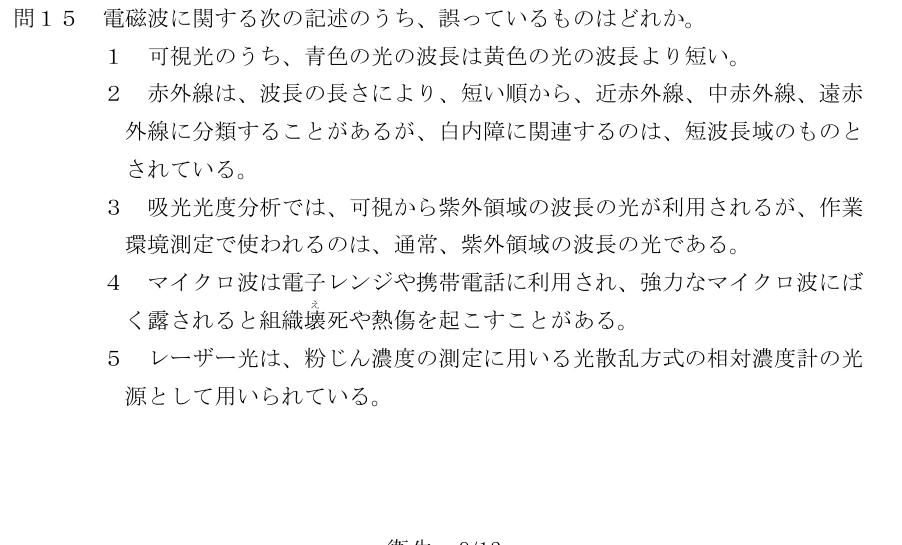 問１５　電磁波に関する次の記述のうち、誤っているものはどれか。
１　可視光のうち、青色の光の波長は黄色の光の波長より短い。
２　赤外線は、波長の長さにより、短い順から、近赤外線、中赤外線、遠赤
外線に分類することがあるが、白内障に関連するのは、短波長域のものと
されている。
３　吸光光度分析では、可視から紫外領域の波長の光が利用されるが、作業
環境測定で使われるのは、通常、紫外領域の波長の光である。
４　マイクロ波は電子レンジや携帯電話に利用され、強力なマイクロ波にば
え
く露されると組織壊死や熱傷を起こすことがある。
５　レーザー光は、粉じん濃度の測定に用いる光散乱方式の相対濃度計の光
源として用いられている。